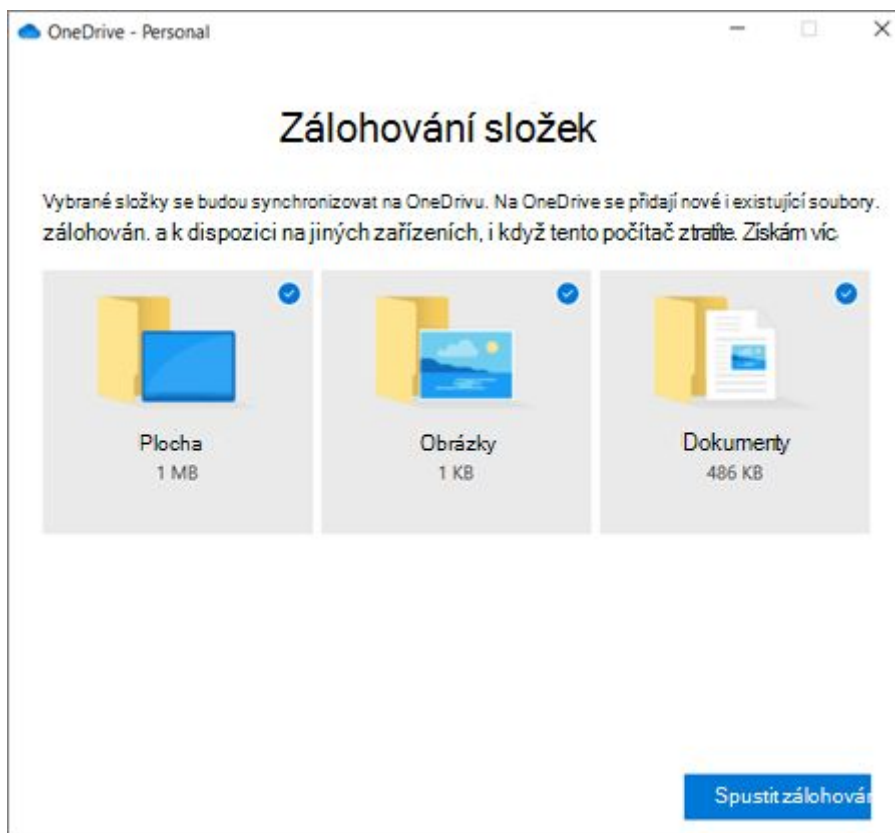 OneDrive - Personal
Zálohování složek
Vybrané složky se budou synchronizovat na OneDrivu. Na OneDrive se přidají nové i existující soubory.
zálohován. a k dispozici na jiných zařízeních, i když tento počítač ztratíte. Získám víc
Plocha
1 MB
Obrázky
1 KB
Dokumenty
486 KB
Spustit zálohován